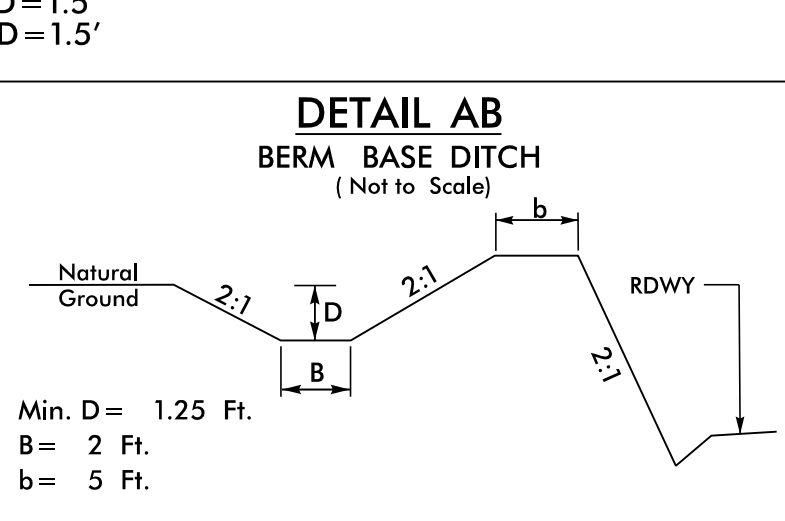 D=1.5'
DETAIL AB
BERM BASE DITCH
( Not to Scale)
b
Natural
Ground
2:1
D
2:1
RDWY
B
2:1
Min. D= 1.25 Ft.
B= 2 Ft.
b= 5 Ft.